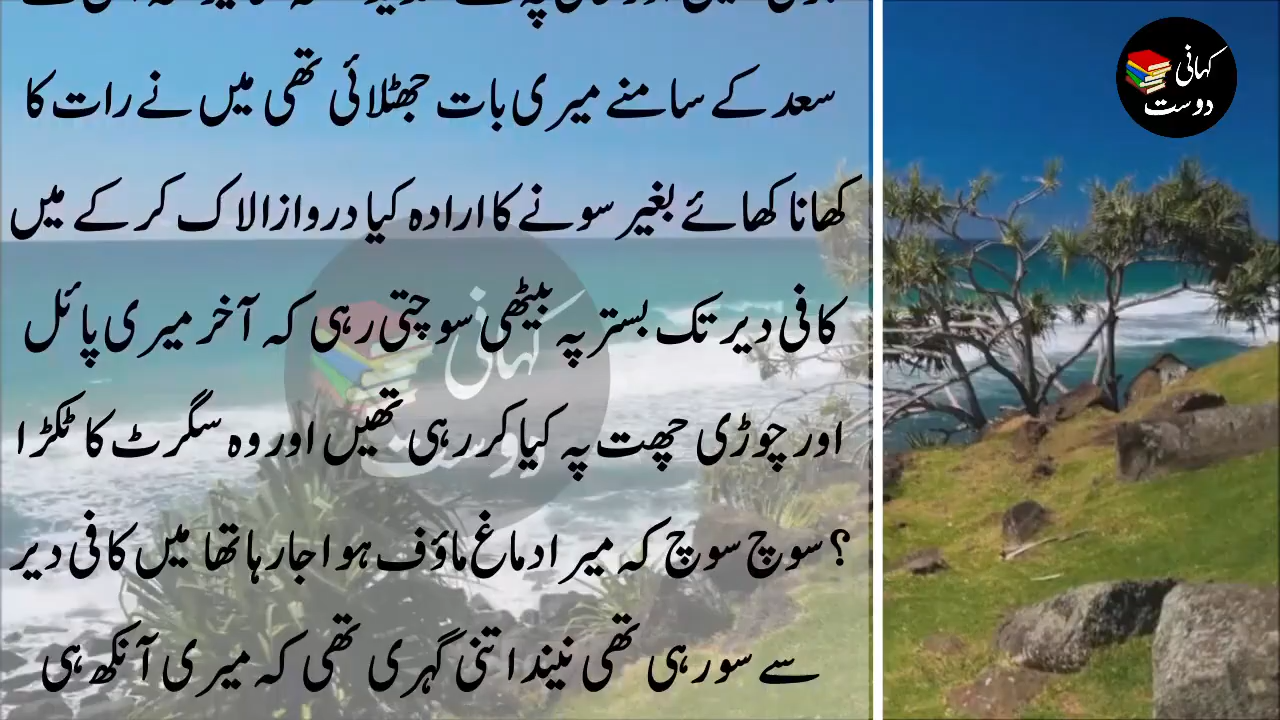 سعد کے سامنے میری بات جھٹلائی تھی میں نے رات کا
کھانا کھائے بغیر سونے کا ارادہ کیا دروازا لاک کر کے میں
کافی دیر تک بستر پہ بیٹھی سوچتی رہی کہ آخر میری پائل
اور چوڑی چھت پہ کیا کر رہی تھیں اور وہ سگرٹ کا ٹکڑا
؟ سوچ سوچ کہ میرا دماغ ماؤف ہوا جا رہا تھا میں کافی دیر
سے سو رہی تھی نیند اتنی گہری تھی کہ میری آنکھ ہی
کہانی
دوست
کہانی
دوست